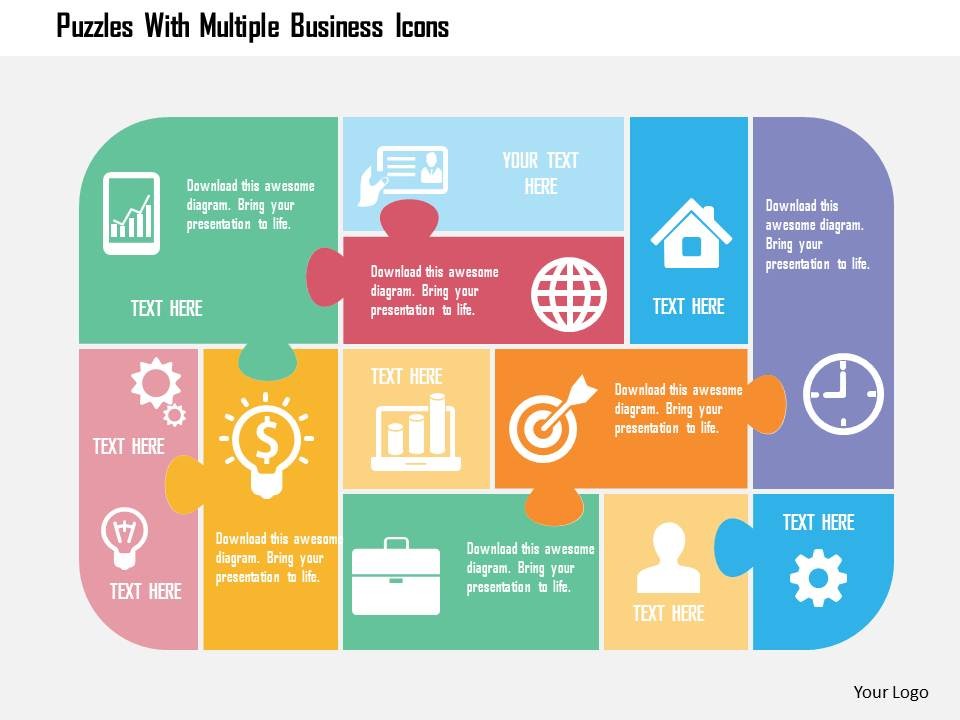 Puzzles With Multiple Business Icons
Download this awesome
diagram. Bring your
presentation to life.
TEXT HERE
YOUR TEXT
HERE
Download this awesome
diagram. Bring your
presentation to life.
TEXT HERE
Download this
awesome diagram.
Bring your
presentation to life.
TEXT HERE
TEXT HERE
$
Download this awesome
diagram. Bring your
presentation to life.
TEXT HERE
Download this awesome
diagram. Bring your
presentation to life.
Download this awesome
diagram. Bring your
presentation to life.
TEXT HERE
TEXT HERE
Your Logo